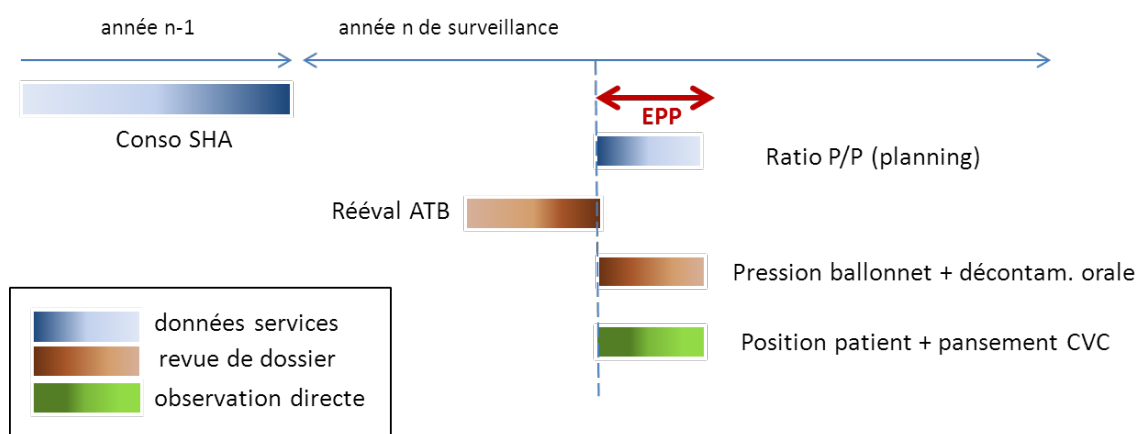 année n-1
année n de surveillance
EPP
Conso SHA
Ratio P/P (planning)
Rééval ATB
Pression ballonnet + décontam. orale
données services
revue de dossier
observation directe
Position patient + pansement CVC